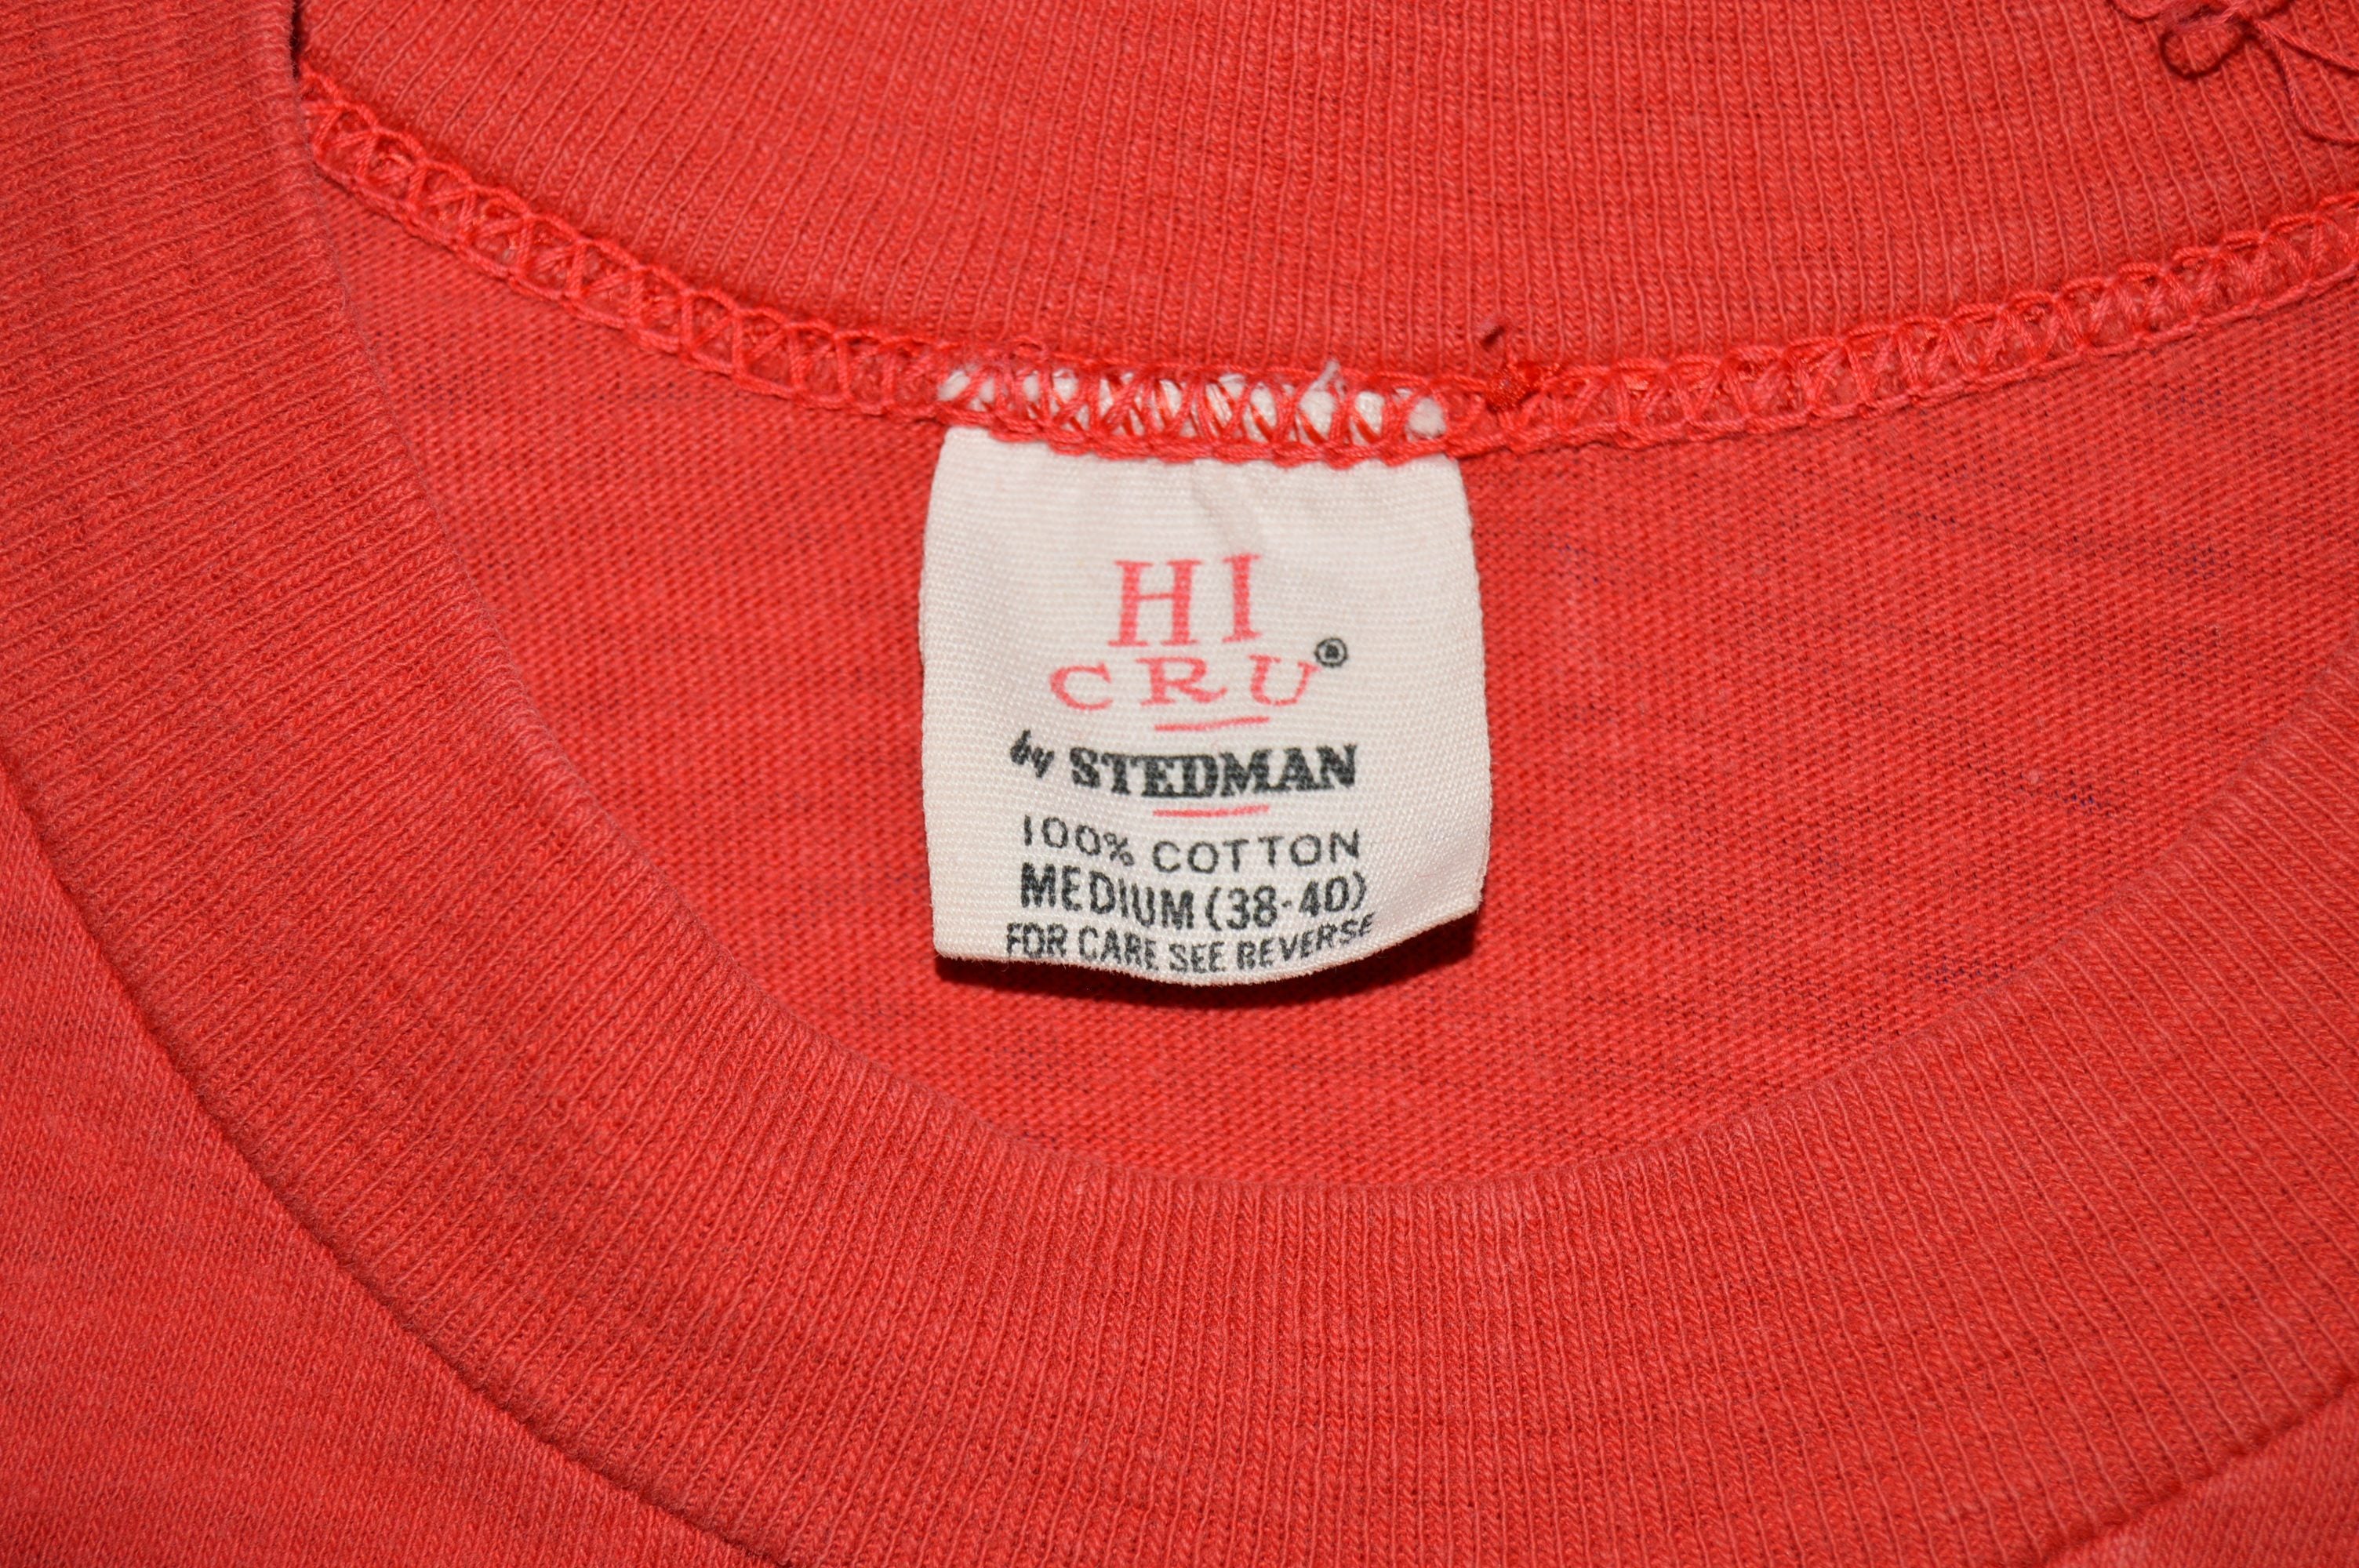 HI
CRU®
by STEDMAN
100% COTTON
MEDIUM (38-40)
FOR CARE SEE REVERSE